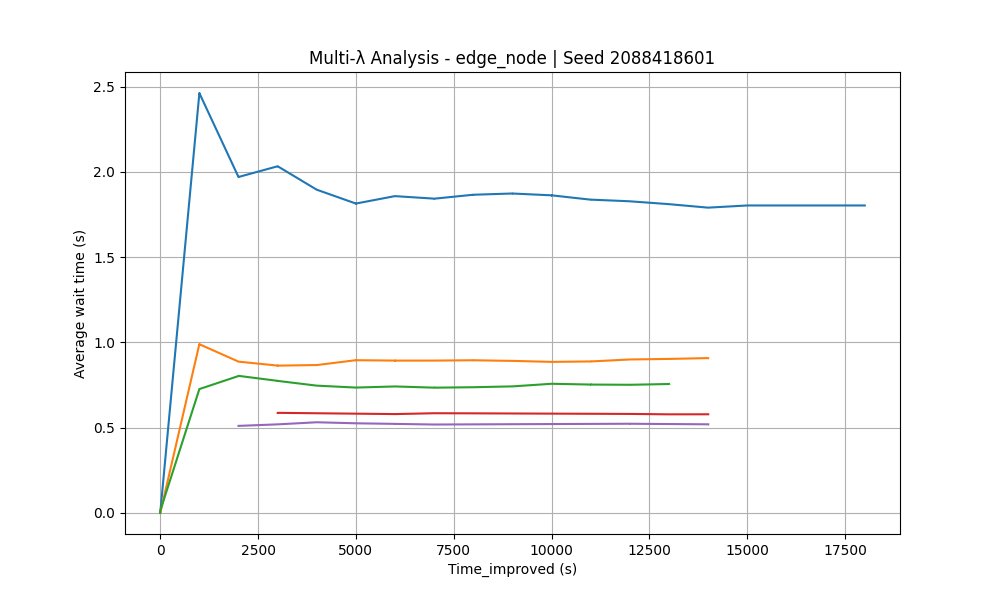 Multi-λ Analysis - edge_node | Seed 2088418601
Average wait time (s)
2.5
2.0
1.5
1.0
0.5
0.0
0 2500 5000 7500 10000 12500 15000 17500
Time_improved (s)